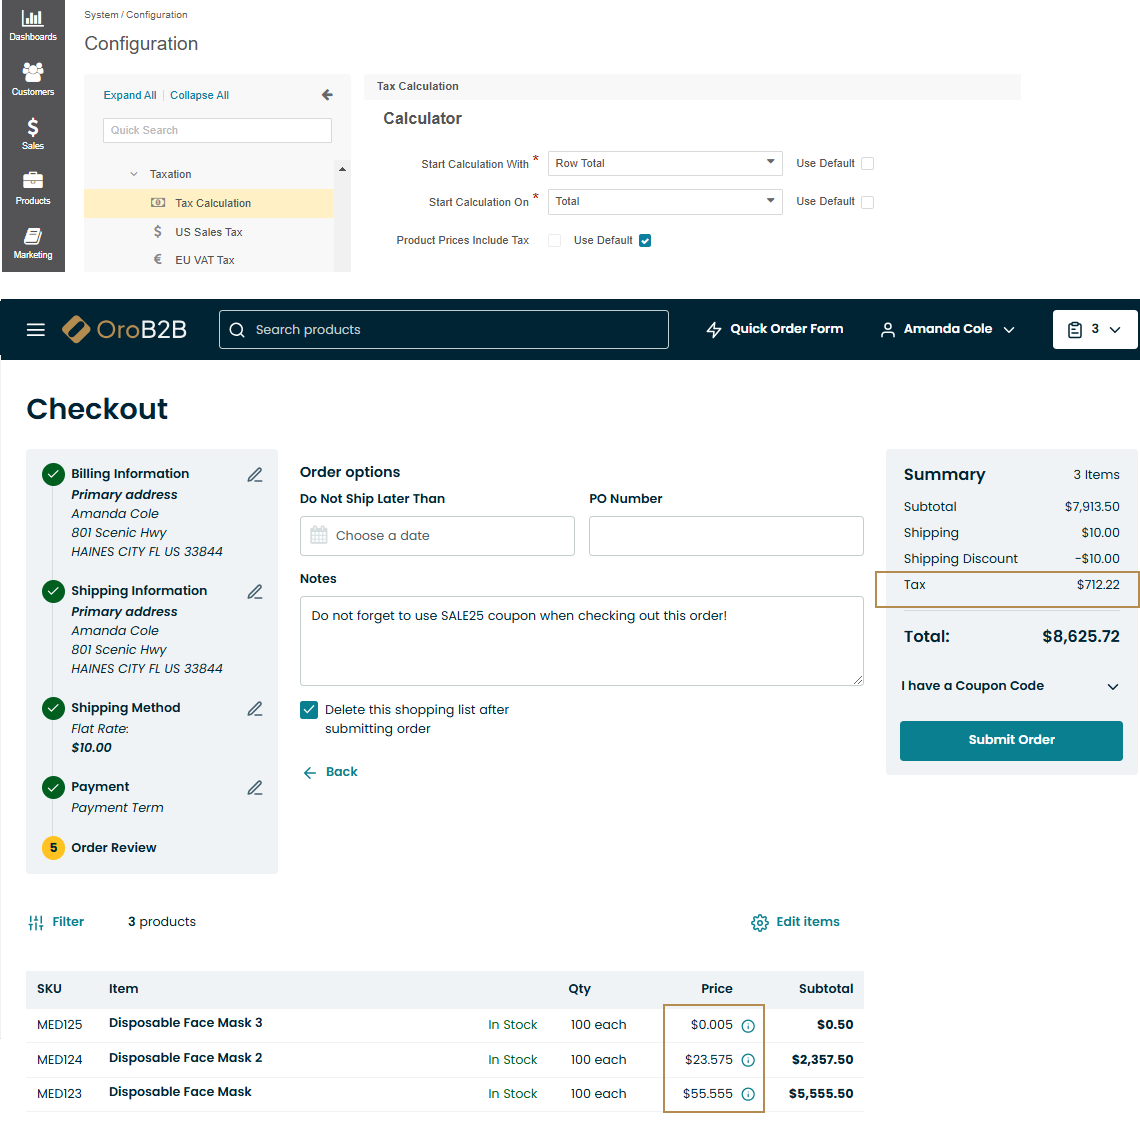 Dashboards
Customers
Sales
Products
Marketing
System / Configuration
Configuration
Expand All | Collapse All
Quick Search
Taxation
Tax Calculation
$ US Sales Tax
€ EU VAT Tax
Tax Calculation
Calculator
Start Calculation With * Row Total Use Default
Start Calculation On * Total Use Default
Product Prices Include Tax Use Default
OroB2B Search products Quick Order Form Amanda Cole 3
Checkout
Billing Information
Primary address
Amanda Cole
801 Scenic Hwy
HAINES CITY FL US 33844
Shipping Information
Primary address
Amanda Cole
801 Scenic Hwy
HAINES CITY FL US 33844
Shipping Method
Flat Rate:
$10.00
Payment
Payment Term
5 Order Review
Order options
Do Not Ship Later Than PO Number
Choose a date
Notes
Do not forget to use SALE25 coupon when checking out this order!
Delete this shopping list after
submitting order
Back
Summary 3 Items
Subtotal $7,913.50
Shipping $10.00
Shipping Discount -$10.00
Tax $712.22
Total: $8,625.72
I have a Coupon Code
Submit Order
Filter 3 products Edit items
SKU Item Qty Price Subtotal
MED125 Disposable Face Mask 3 In Stock 100 each $0.005 $0.50
MED124 Disposable Face Mask 2 In Stock 100 each $23.575 $2,357.50
MED123 Disposable Face Mask In Stock 100 each $55.555 $5,555.50